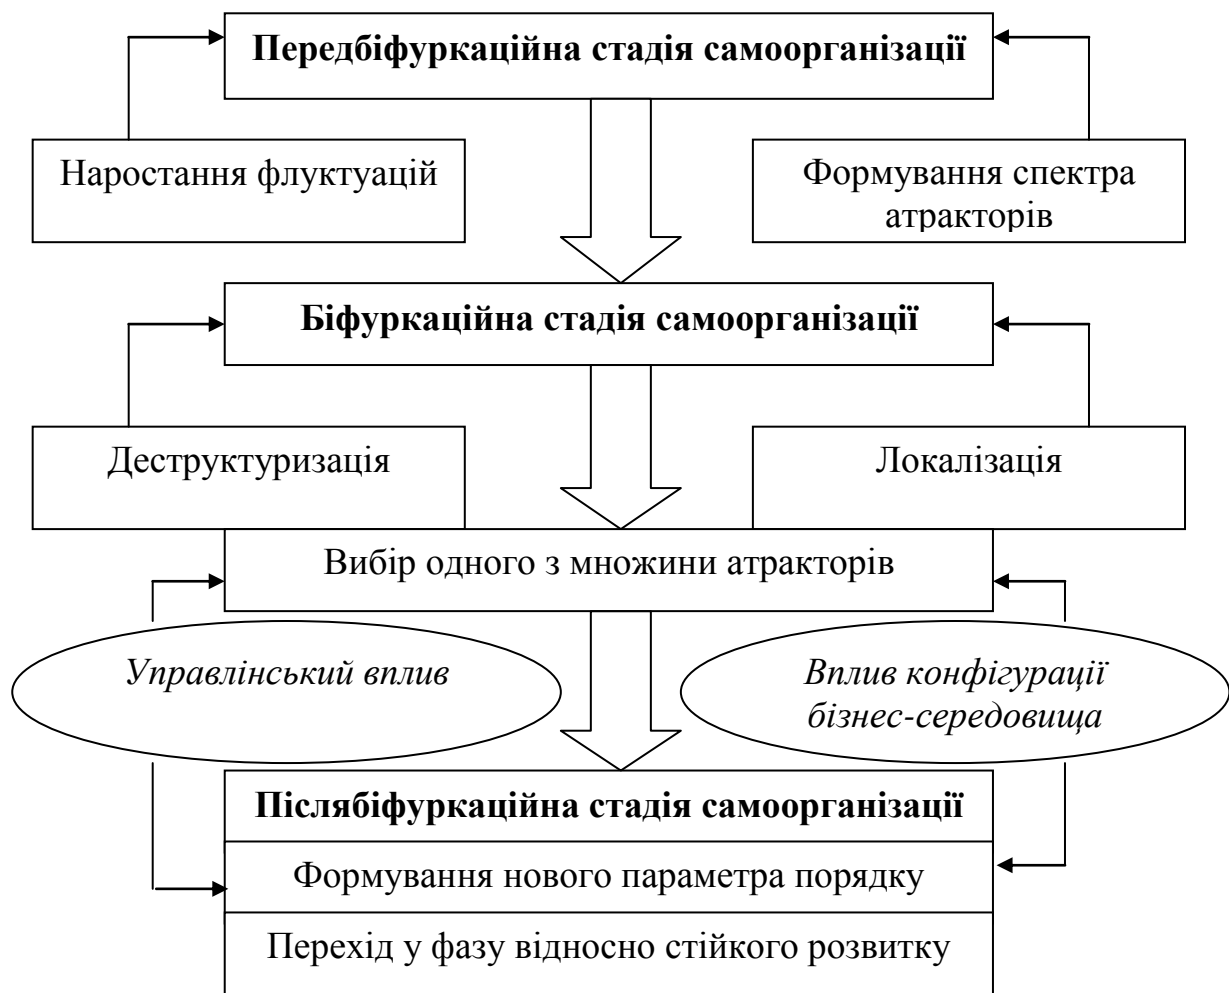 Передбіфуркаційна стадія самоорганізації
Наростання флуктуацій
Формування спектра
атракторів
Біфуркаційна стадія самоорганізації
Деструктуризація
Локалізація
Вибір одного з множини атракторів
Управлінський вплив
Вплив конфігурації
бізнес-середовища
Післябіфуркаційна стадія самоорганізації
Формування нового параметра порядку
Перехід у фазу відносно стійкого розвитку